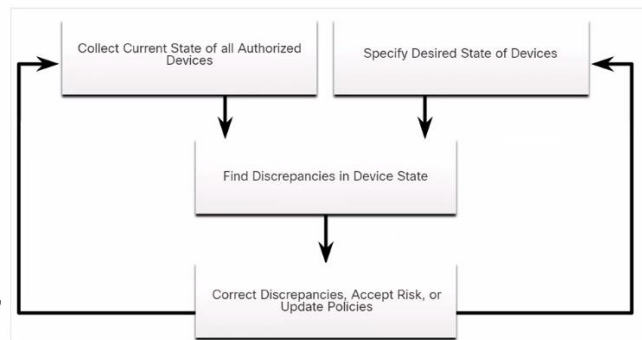 Collect Current State of all Authorized
Devices
Specify Desired State of Devices
Find Discrepancies in Device State
Correct Discrepancies, Accept Risk, or
Update Policies